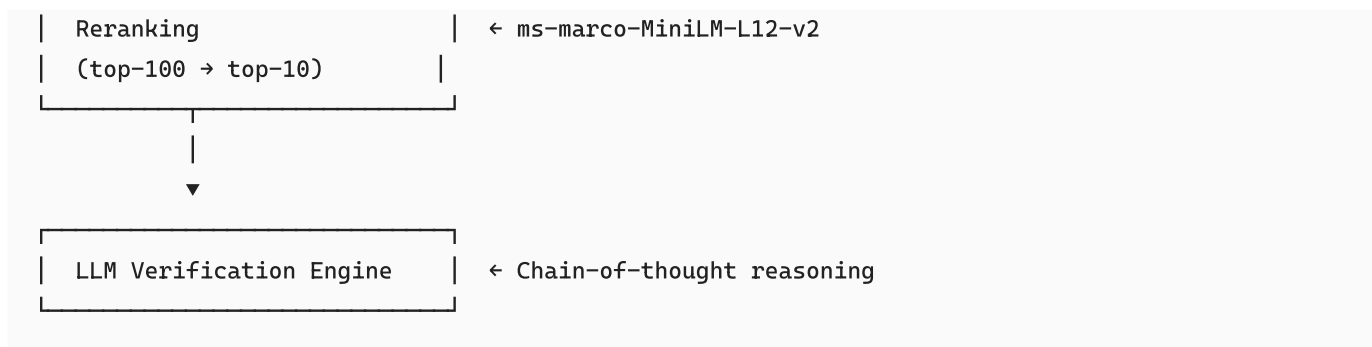 Reranking ← ms-marco-MiniLM-L12-v2
(top-100 → top-10)
▼
LLM Verification Engine ← Chain-of-thought reasoning